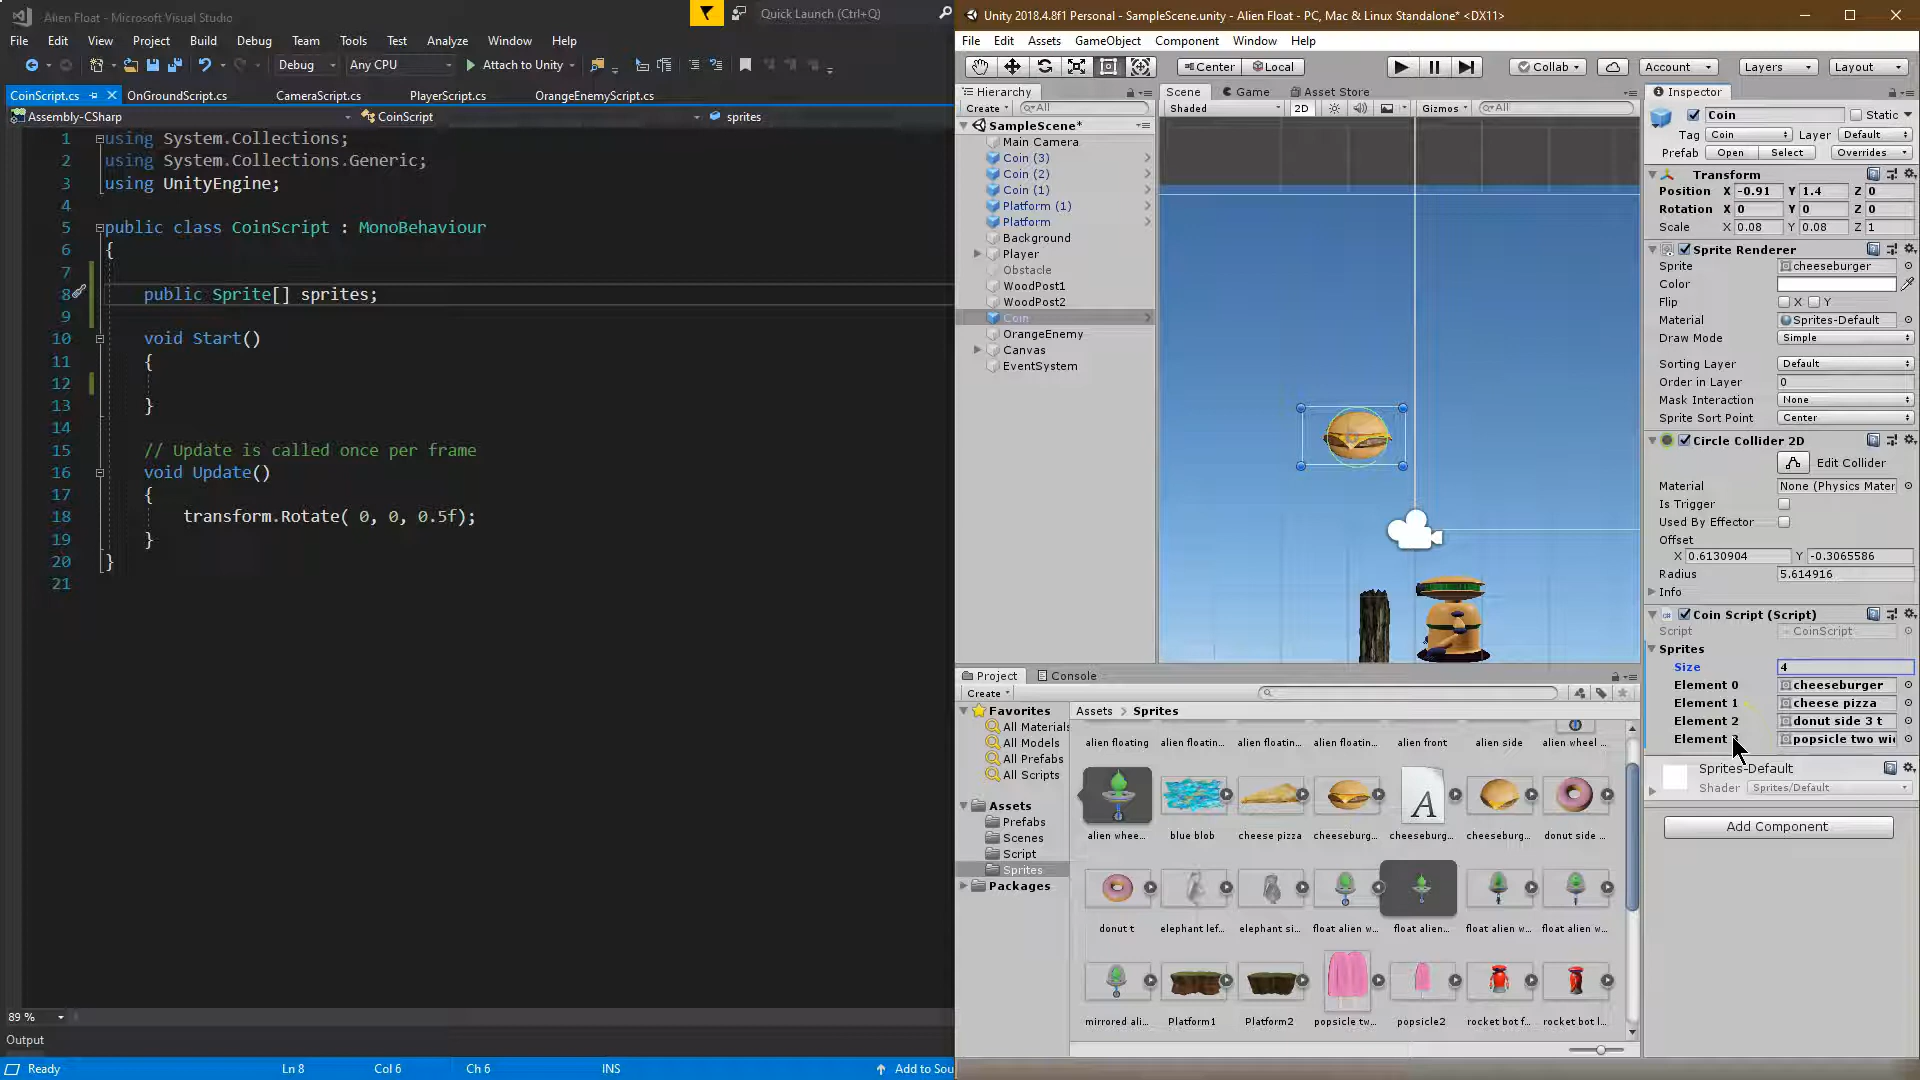 Alien Float - Microsoft Visual Studio
Quick Launch (Ctrl+Q)
File Edit View Project Build Debug Team Tools Test Analyze Window Help
Debug Any CPU Attach to Unity
CoinScript.cs OnGroundScript.cs CameraScript.cs PlayerScript.cs OrangeEnemyScript.cs
Assembly-CSharp CoinScript sprites
1 using System.Collections;
2 using System.Collections.Generic;
3 using UnityEngine;
4
5 public class CoinScript : MonoBehaviour
6 {
7
8 public Sprite[] sprites;
9
10 void Start()
11 {
12
13 }
14
15 // Update is called once per frame
16 void Update()
17 {
18 transform.Rotate( 0, 0, 0.5f);
19 }
20 }
21
89 %
Output
Ready Ln 8 Col 6 Ch 6 INS Add to Sou
Unity 2018.4.8f1 Personal - SampleScene.unity - Alien Float - PC, Mac & Linux Standalone* <DX11>
File Edit Assets GameObject Component Window Help
Center Local Collab Account Layers Layout
Hierarchy
Create All
SampleScene*
Main Camera
Coin (3)
Coin (2)
Coin (1)
Platform (1)
Platform
Background
Player
Obstacle
WoodPost1
WoodPost2
Coin
OrangeEnemy
Canvas
EventSystem
Scene Game Asset Store
Shaded 2D Gizmos All
Inspector
Coin Static
Tag Coin Layer Default
Prefab Open Select Overrides
Transform
Position X -0.91 Y 1.4 Z 0
Rotation X 0 Y 0 Z 0
Scale X 0.08 Y 0.08 Z 1
Sprite Renderer
Sprite cheeseburger
Color
Flip X Y
Material Sprites-Default
Draw Mode Simple
Sorting Layer Default
Order in Layer 0
Mask Interaction None
Sprite Sort Point Center
Circle Collider 2D
Edit Collider
Material None (Physics Mater
Is Trigger
Used By Effector
Offset
X 0.6130904 Y -0.3065586
Radius 5.614916
Info
Coin Script (Script)
Script CoinScript
Sprites
Size 4
Element 0 cheeseburger
Element 1 cheese pizza
Element 2 donut side 3 t
Element popsicle two wi
Sprites-Default
Shader Sprites/Default
Add Component
Project Console
Create
Favorites
All Materials
All Models
All Prefabs
All Scripts
Assets
Prefabs
Scenes
Script
Sprites
Packages
Assets > Sprites
alien floating alien floatin... alien floatin... alien floatin... alien front alien side alien wheel ...
A
alien whee... blue blob cheese pizza cheeseburg... cheeseburg... cheeseburg... donut side ...
donut t elephant lef... elephant si... float alien w... float alien... float alien w... float alien w...
mirrored ali... Platform1 Platform2 popsicle tw... popsicle2 rocket bot f... rocket bot l...